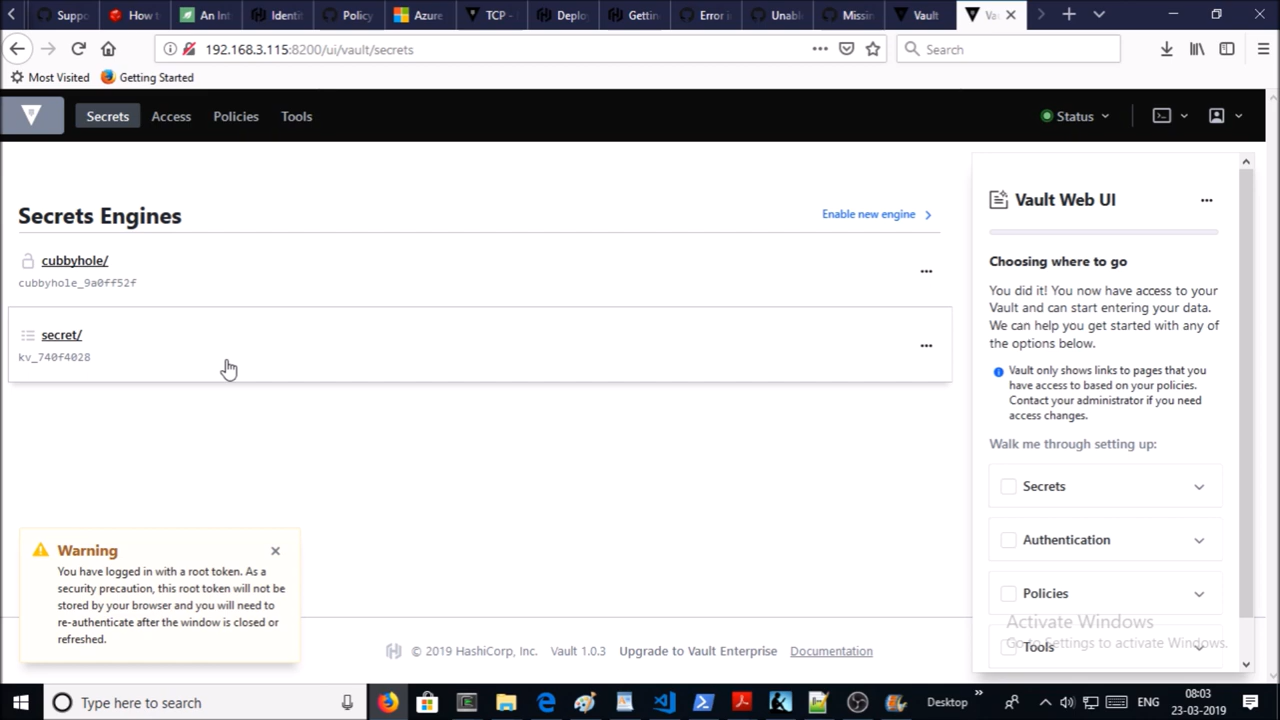 Suppo
How to
An Int
Identi
Policy
Azure
TCP -
Deplo
Gettin
Error i
Unabl
Missin
Vault
Va
192.168.3.115:8200/ui/vault/secrets
Search
Most Visited
Getting Started
Secrets
Access
Policies
Tools
Status
Secrets Engines
Enable new engine
cubbyhole/
cubbyhole_9a0ff52f
secret/
kv_740f4028
Vault Web UI
Choosing where to go
You did it! You now have access to your
Vault and can start entering your data.
We can help you get started with any of
the options below.
Vault only shows links to pages that you
have access to based on your policies.
Contact your administrator if you need
access changes.
Walk me through setting up:
Secrets
Authentication
Policies
Tools
Activate Windows
Go to Settings to activate Windows.
Warning
You have logged in with a root token. As a
security precaution, this root token will not be
stored by your browser and you will need to
re-authenticate after the window is closed or
refreshed.
© 2019 HashiCorp, Inc.
Vault 1.0.3
Upgrade to Vault Enterprise
Documentation
Type here to search
Desktop
ENG
08:03
23-03-2019